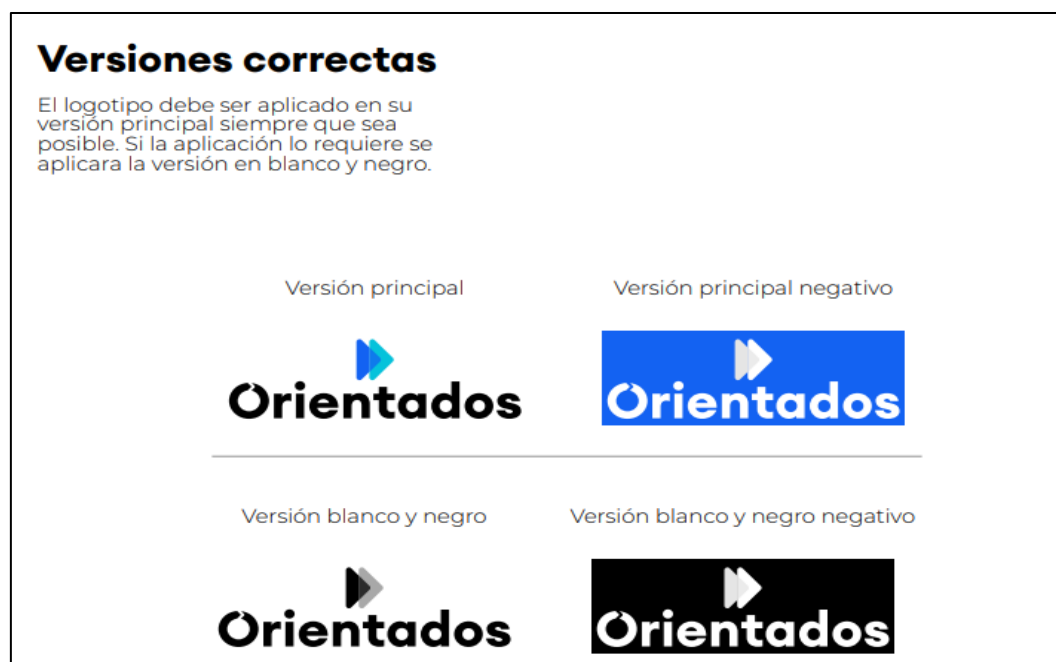 Versiones correctas
El logotipo debe ser aplicado en su
versión principal siempre que sea
posible. Si la aplicación lo requiere se
aplicara la versión en blanco y negro.
Versión principal
Versión principal negativo
Orientados
Orientados
Versión blanco y negro
Versión blanco y negro negativo
Orientados
Orientados